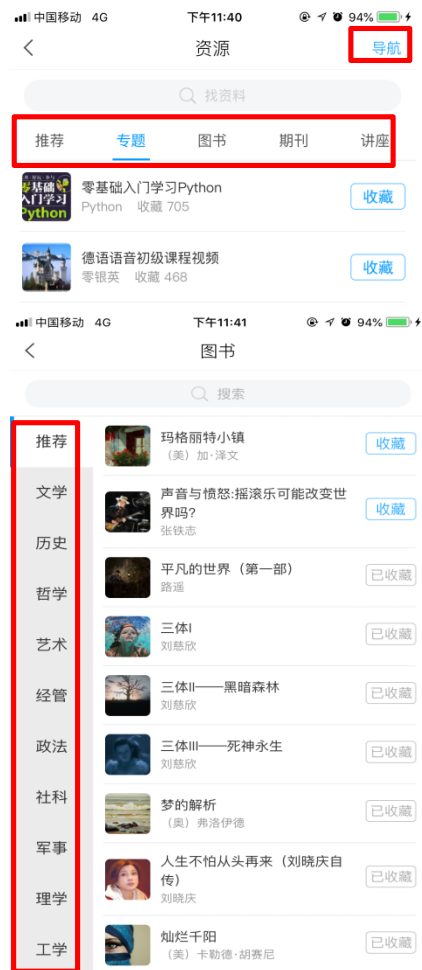 中国移动 4G 下午11:40 94%
资源 导航
找资料
推荐 专题 图书 期刊 讲座
零基础入门学习Python
Python 收藏 705
收藏
德语语音初级课程视频
零银英 收藏 468
收藏
中国移动 4G 下午11:41 94%
图书
搜索
推荐
文学
历史
哲学
艺术
经管
政法
社科
军事
理学
工学
玛格丽特小镇
（美）加·泽文
收藏
声音与愤怒:摇滚乐可能改变世
界吗?
张铁志
收藏
平凡的世界（第一部）
路遥
已收藏
三体I
刘慈欣
已收藏
三体II——黑暗森林
刘慈欣
已收藏
三体III——死神永生
刘慈欣
已收藏
梦的解析
（奥）弗洛伊德
已收藏
人生不怕从头再来（刘晓庆自
传）
刘晓庆
已收藏
灿烂千阳
（美）卡勒德·胡赛尼
已收藏